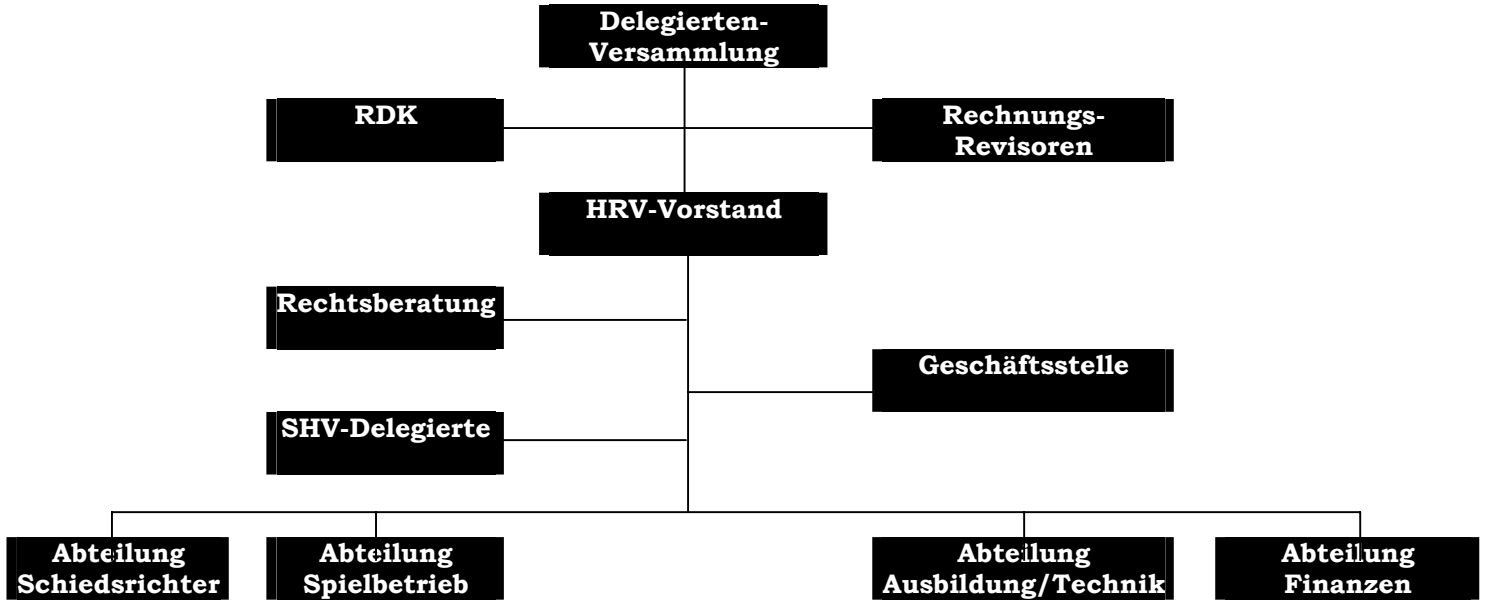 Delegierten-
Versammlung
RDK
Rechnungs-
Revisoren
HRV-Vorstand
Rechtsberatung
Geschäftsstelle
SHV-Delegierte
Abteilung
Schiedsrichter
Abteilung
Spielbetrieb
Abteilung
Ausbildung/Technik
Abteilung
Finanzen